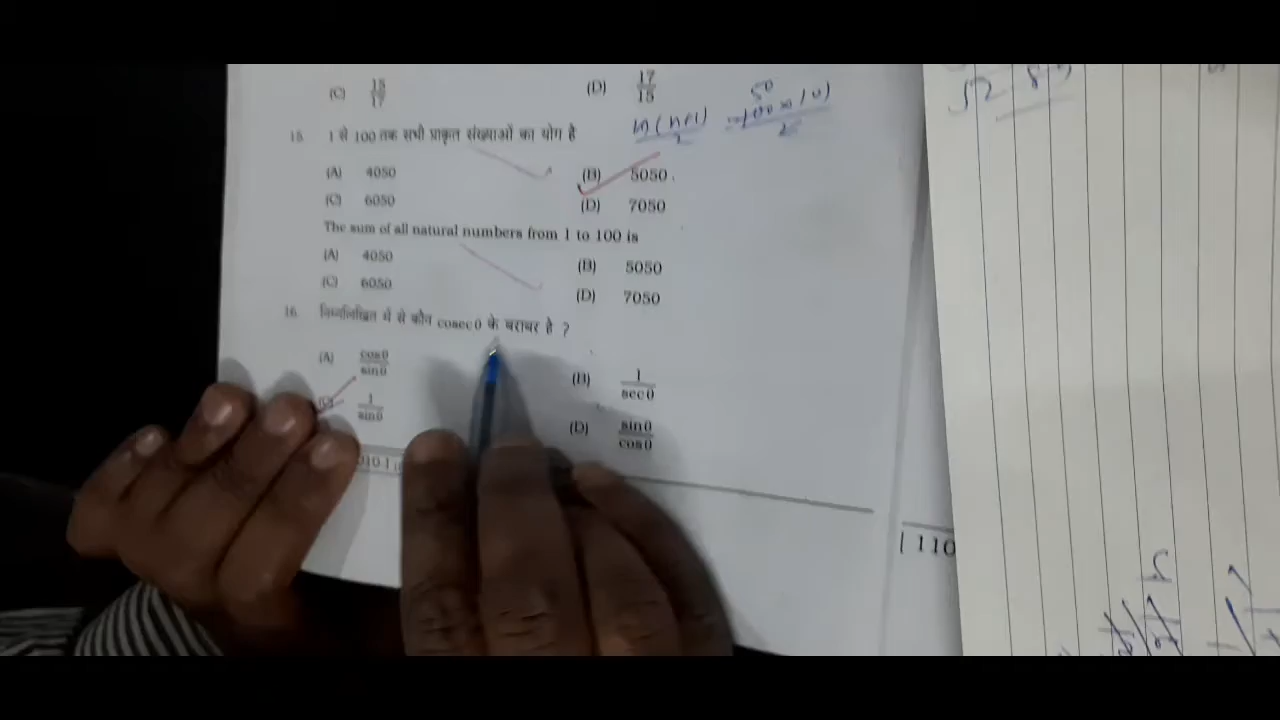 (C) 15/17 (D) 17/15
15. 1 से 100 तक सभी प्राकृत संख्याओं का योग है
n(n+1)/2
50
(A) 4050 (B) 5050
(C) 6050 (D) 7050
The sum of all natural numbers from 1 to 100 is
(A) 4050 (B) 5050
(C) 6050 (D) 7050
16. निम्नलिखित में से कौन cosecθ के बराबर है ?
(A) cosθ/sinθ (B) 1/secθ
(C) 1/sinθ (D) sinθ/cosθ
[ 110